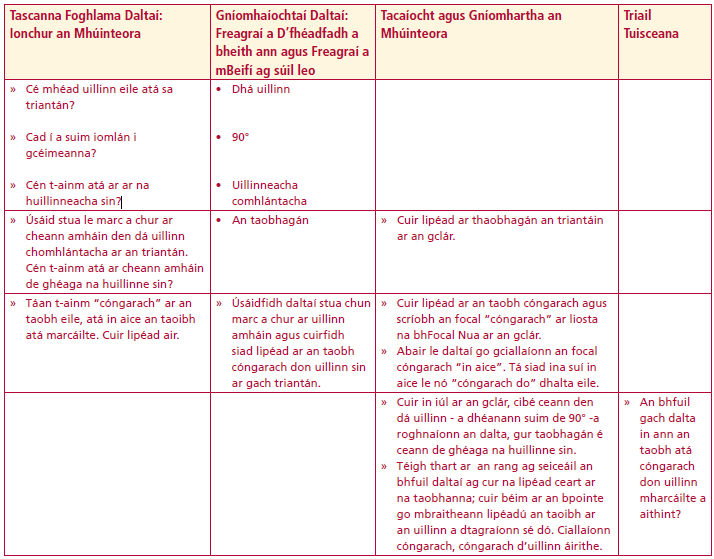 Tascanna Foghlama Daltaí:
Ionchur an Mhúinteora
Gníomhaíochtaí Daltaí:
Freagraí a D’fhéadfadh a
bheith ann agus Freagraí a
mBeifí ag súil leo
Tacaíocht agus Gníomhartha an
Mhúinteora
Triail
Tuisceana
» Cé mhéad uillinn eile atá sa
triantán?
• Dhá uillinn
» Cad í a suim iomlán i
gcéimeanna?
• 90°
» Cén t-ainm atá ar ar na
huillinneacha sin?
• Uillinneacha
comhlántacha
» Úsáid stua le marc a chur ar
cheann amháin den dá uillinn
chomhlántacha ar an triantán.
Cén t-ainm atá ar cheann amháin
de ghéaga na huillinne sin?
• An taobhagán
» Cuir lipéad ar thaobhagán an triantáin
ar an gclár.
» Táan t-ainm “cóngarach” ar an
taobh eile, atá in aice an taoibh
atá marcáilte. Cuir lipéad air.
» Úsáidfidh daltaí stua chun
marc a chur ar uillinn
amháin agus cuirfidh
siad lipéad ar an taobh
cóngarach don uillinn sin
ar gach triantán.
» Cuir lipéad ar an taobh cóngarach agus
scríobh an focal “cóngarach” ar liosta
na bhFocal Nua ar an gclár.
» Abair le daltaí go gciallaíonn an focal
cóngarach “in aice”. Tá siad ina suí in
aice le nó “cóngarach do” dhalta eile.
» Cuir in iúl ar an gclár, cibé ceann den
dá uillinn - a dhéanann suim de 90° -a
roghnaíonn an dalta, gur taobhagán é
ceann de ghéaga na huillinne sin.
» Téigh thart ar an rang ag seiceáil an
bhfuil daltaí ag cur na lipéad ceart ar
na taobhanna; cuir béim ar an bpointe
go mbraitheann lipéadú an taoibh ar
an uillinn a dtagraíonn sé dó. Ciallaíonn
cóngarach, cóngarach d’uillinn áirithe.
» An bhfuil
gach dalta
in ann an
taobh atá
cóngarach
don uillinn
mharcáilte a
aithint?